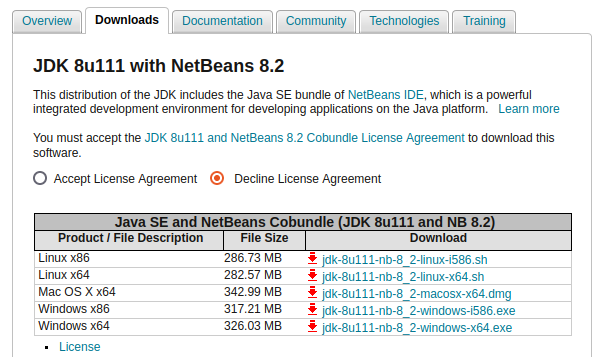 Overview Downloads Documentation Community Technologies Training
JDK 8u111 with NetBeans 8.2
This distribution of the JDK includes the Java SE bundle of NetBeans IDE, which is a powerful
integrated development environment for developing applications on the Java platform. Learn more
You must accept the JDK 8u111 and NetBeans 8.2 Cobundle License Agreement to download this
software.
Accept License Agreement Decline License Agreement
Java SE and NetBeans Cobundle (JDK 8u111 and NB 8.2)
Product / File Description File Size Download
Linux x86 286.73 MB jdk-8u111-nb-8_2-linux-i586.sh
Linux x64 282.57 MB jdk-8u111-nb-8_2-linux-x64.sh
Mac OS X x64 342.99 MB jdk-8u111-nb-8_2-macosx-x64.dmg
Windows x86 317.21 MB jdk-8u111-nb-8_2-windows-i586.exe
Windows x64 326.03 MB jdk-8u111-nb-8_2-windows-x64.exe
License